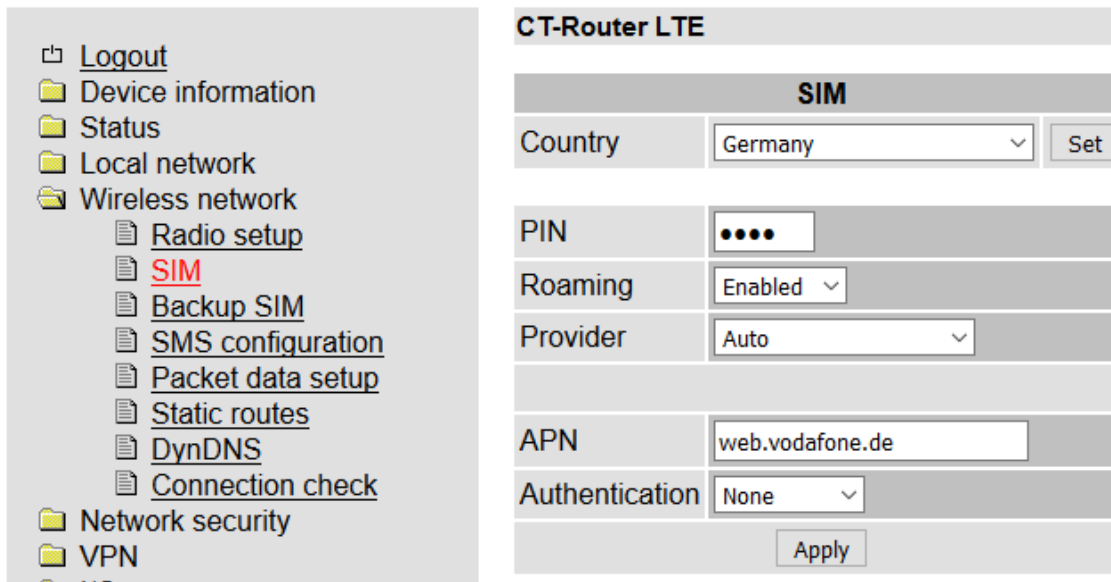 Logout
Device information
Status
Local network
Wireless network
Radio setup
SIM
Backup SIM
SMS configuration
Packet data setup
Static routes
DynDNS
Connection check
Network security
VPN
CT-Router LTE
SIM
Country Germany Set
PIN ••••
Roaming Enabled
Provider Auto
APN web.vodafone.de
Authentication None
Apply